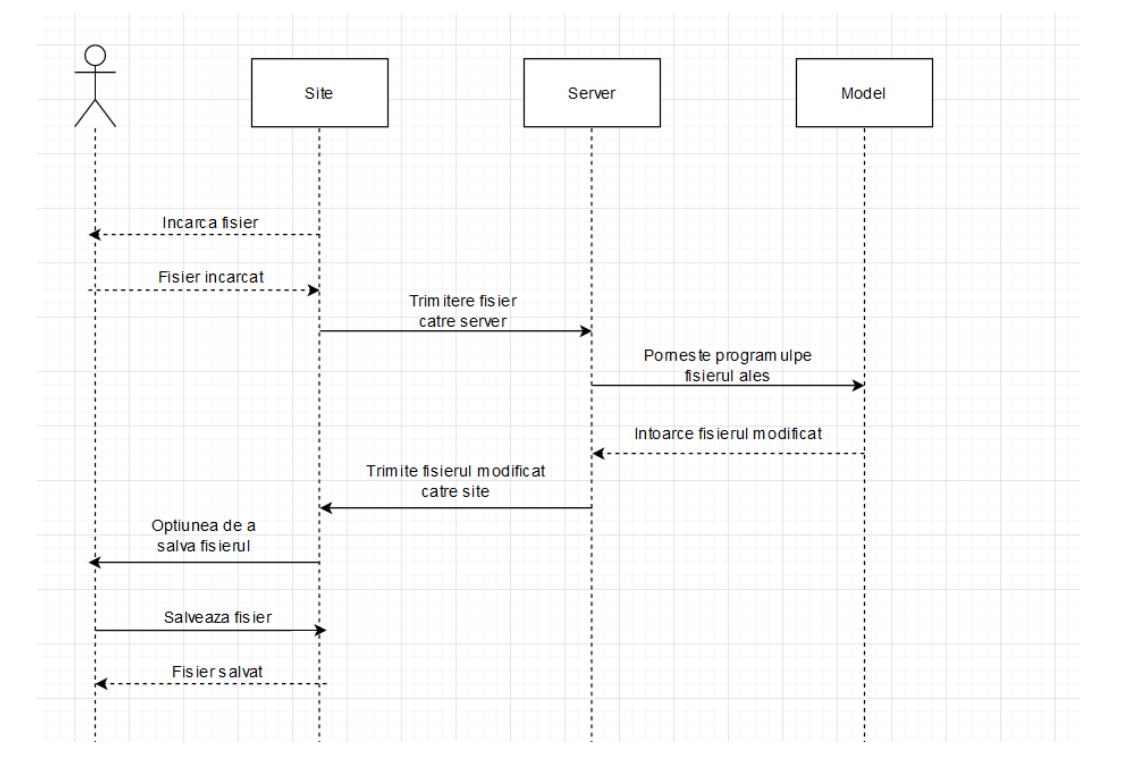 Site
Server
Model
Incarca fisier
Fisier incarcat
Trimitere fisier
catre server
Porneste programulpe
fisierul ales
Intoarce fisierul modificat
Trimite fisierul modificat
catre site
Optiunea de a
salva fisierul
Salveaza fisier
Fisier salvat